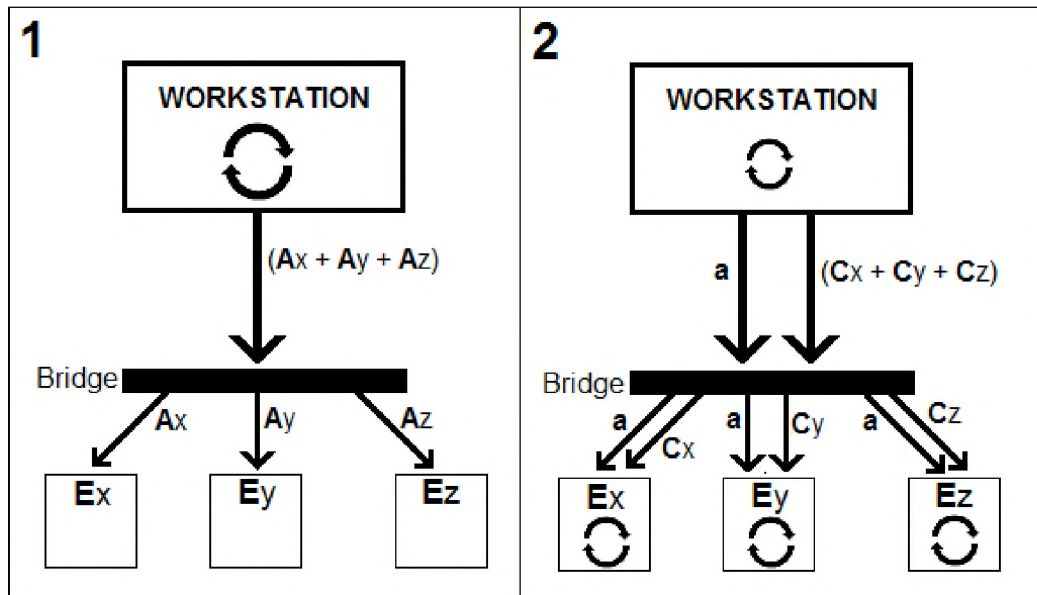 1
WORKSTATION
(Ax + Ay + Az)
Bridge
Ax
Ay
Az
Ex
Ey
Ez
2
WORKSTATION
a
(Cx + Cy + Cz)
Bridge
a
Cx
a
Cy
a
Cz
Ex
Ey
Ez